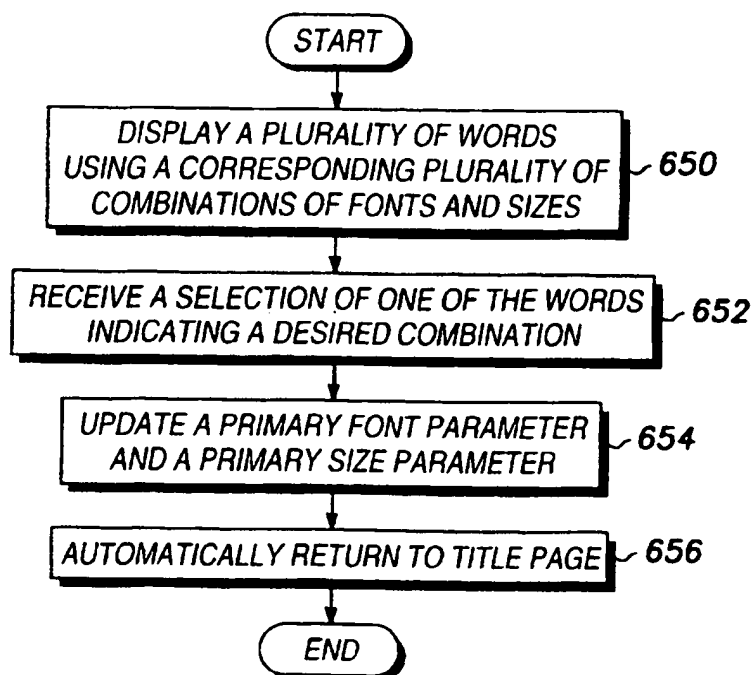 START
DISPLAY A PLURALITY OF WORDS
USING A CORRESPONDING PLURALITY OF
COMBINATIONS OF FONTS AND SIZES
650
RECEIVE A SELECTION OF ONE OF THE WORDS
INDICATING A DESIRED COMBINATION
652
UPDATE A PRIMARY FONT PARAMETER
AND A PRIMARY SIZE PARAMETER
654
AUTOMATICALLY RETURN TO TITLE PAGE
656
END